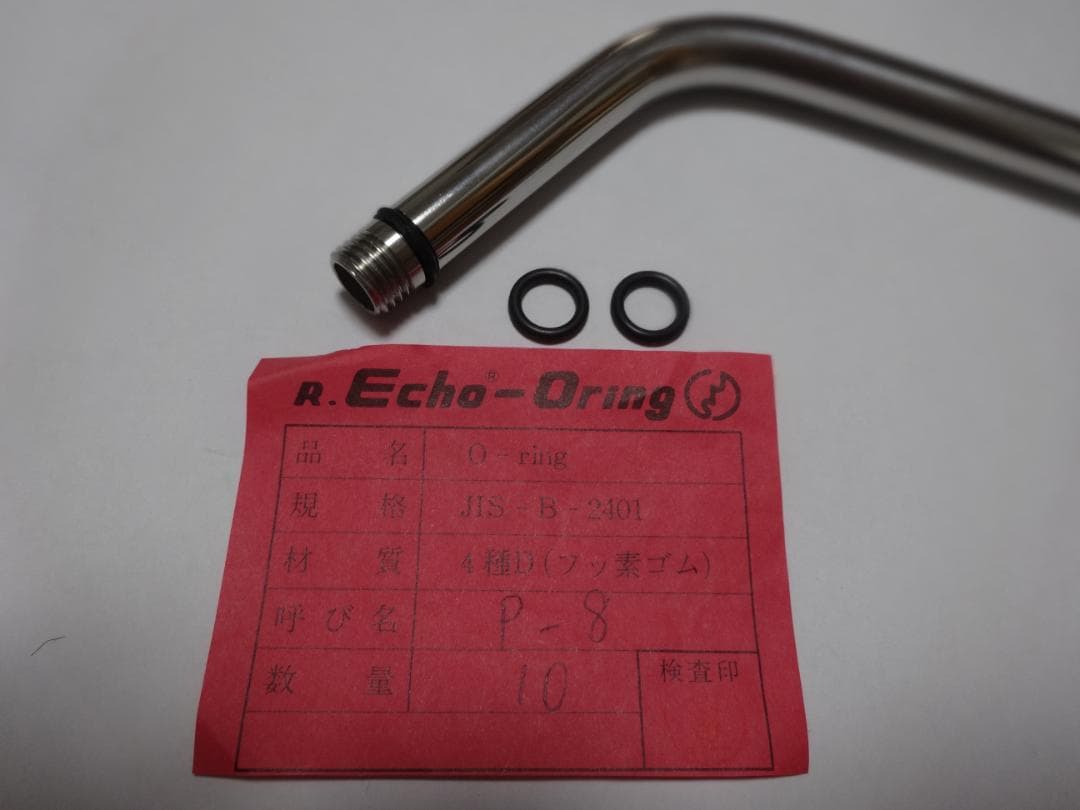 R. Echo®-Oring
品名 O-ring
規格 JIS-B-2401
材質 4種D(フッ素ゴム)
呼び名 P-8
数量 10
検査印